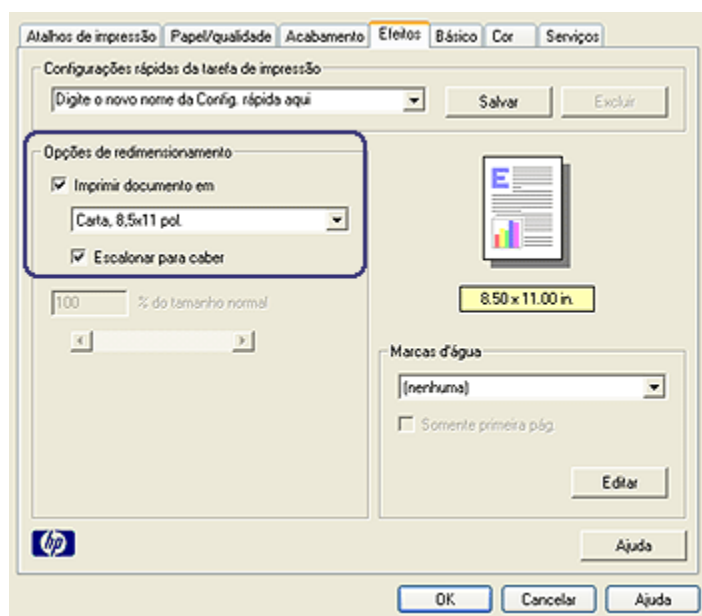 Atalhos de impressão Papel/qualidade Acabamento Efeitos Básico Cor Serviços
Configurações rápidas da tarefa de impressão
Digite o novo nome da Config. rápida aqui Salvar Excluir
Opções de redimensionamento
Imprimir documento em
Carta, 8,5x11 pol.
Escalonar para caber
E
8.50 x 11.00 in.
100 % do tamanho normal
Marcas d'água
(nenhuma)
Somente primeira pág.
Editar
hp Ajuda
OK Cancelar Ajuda